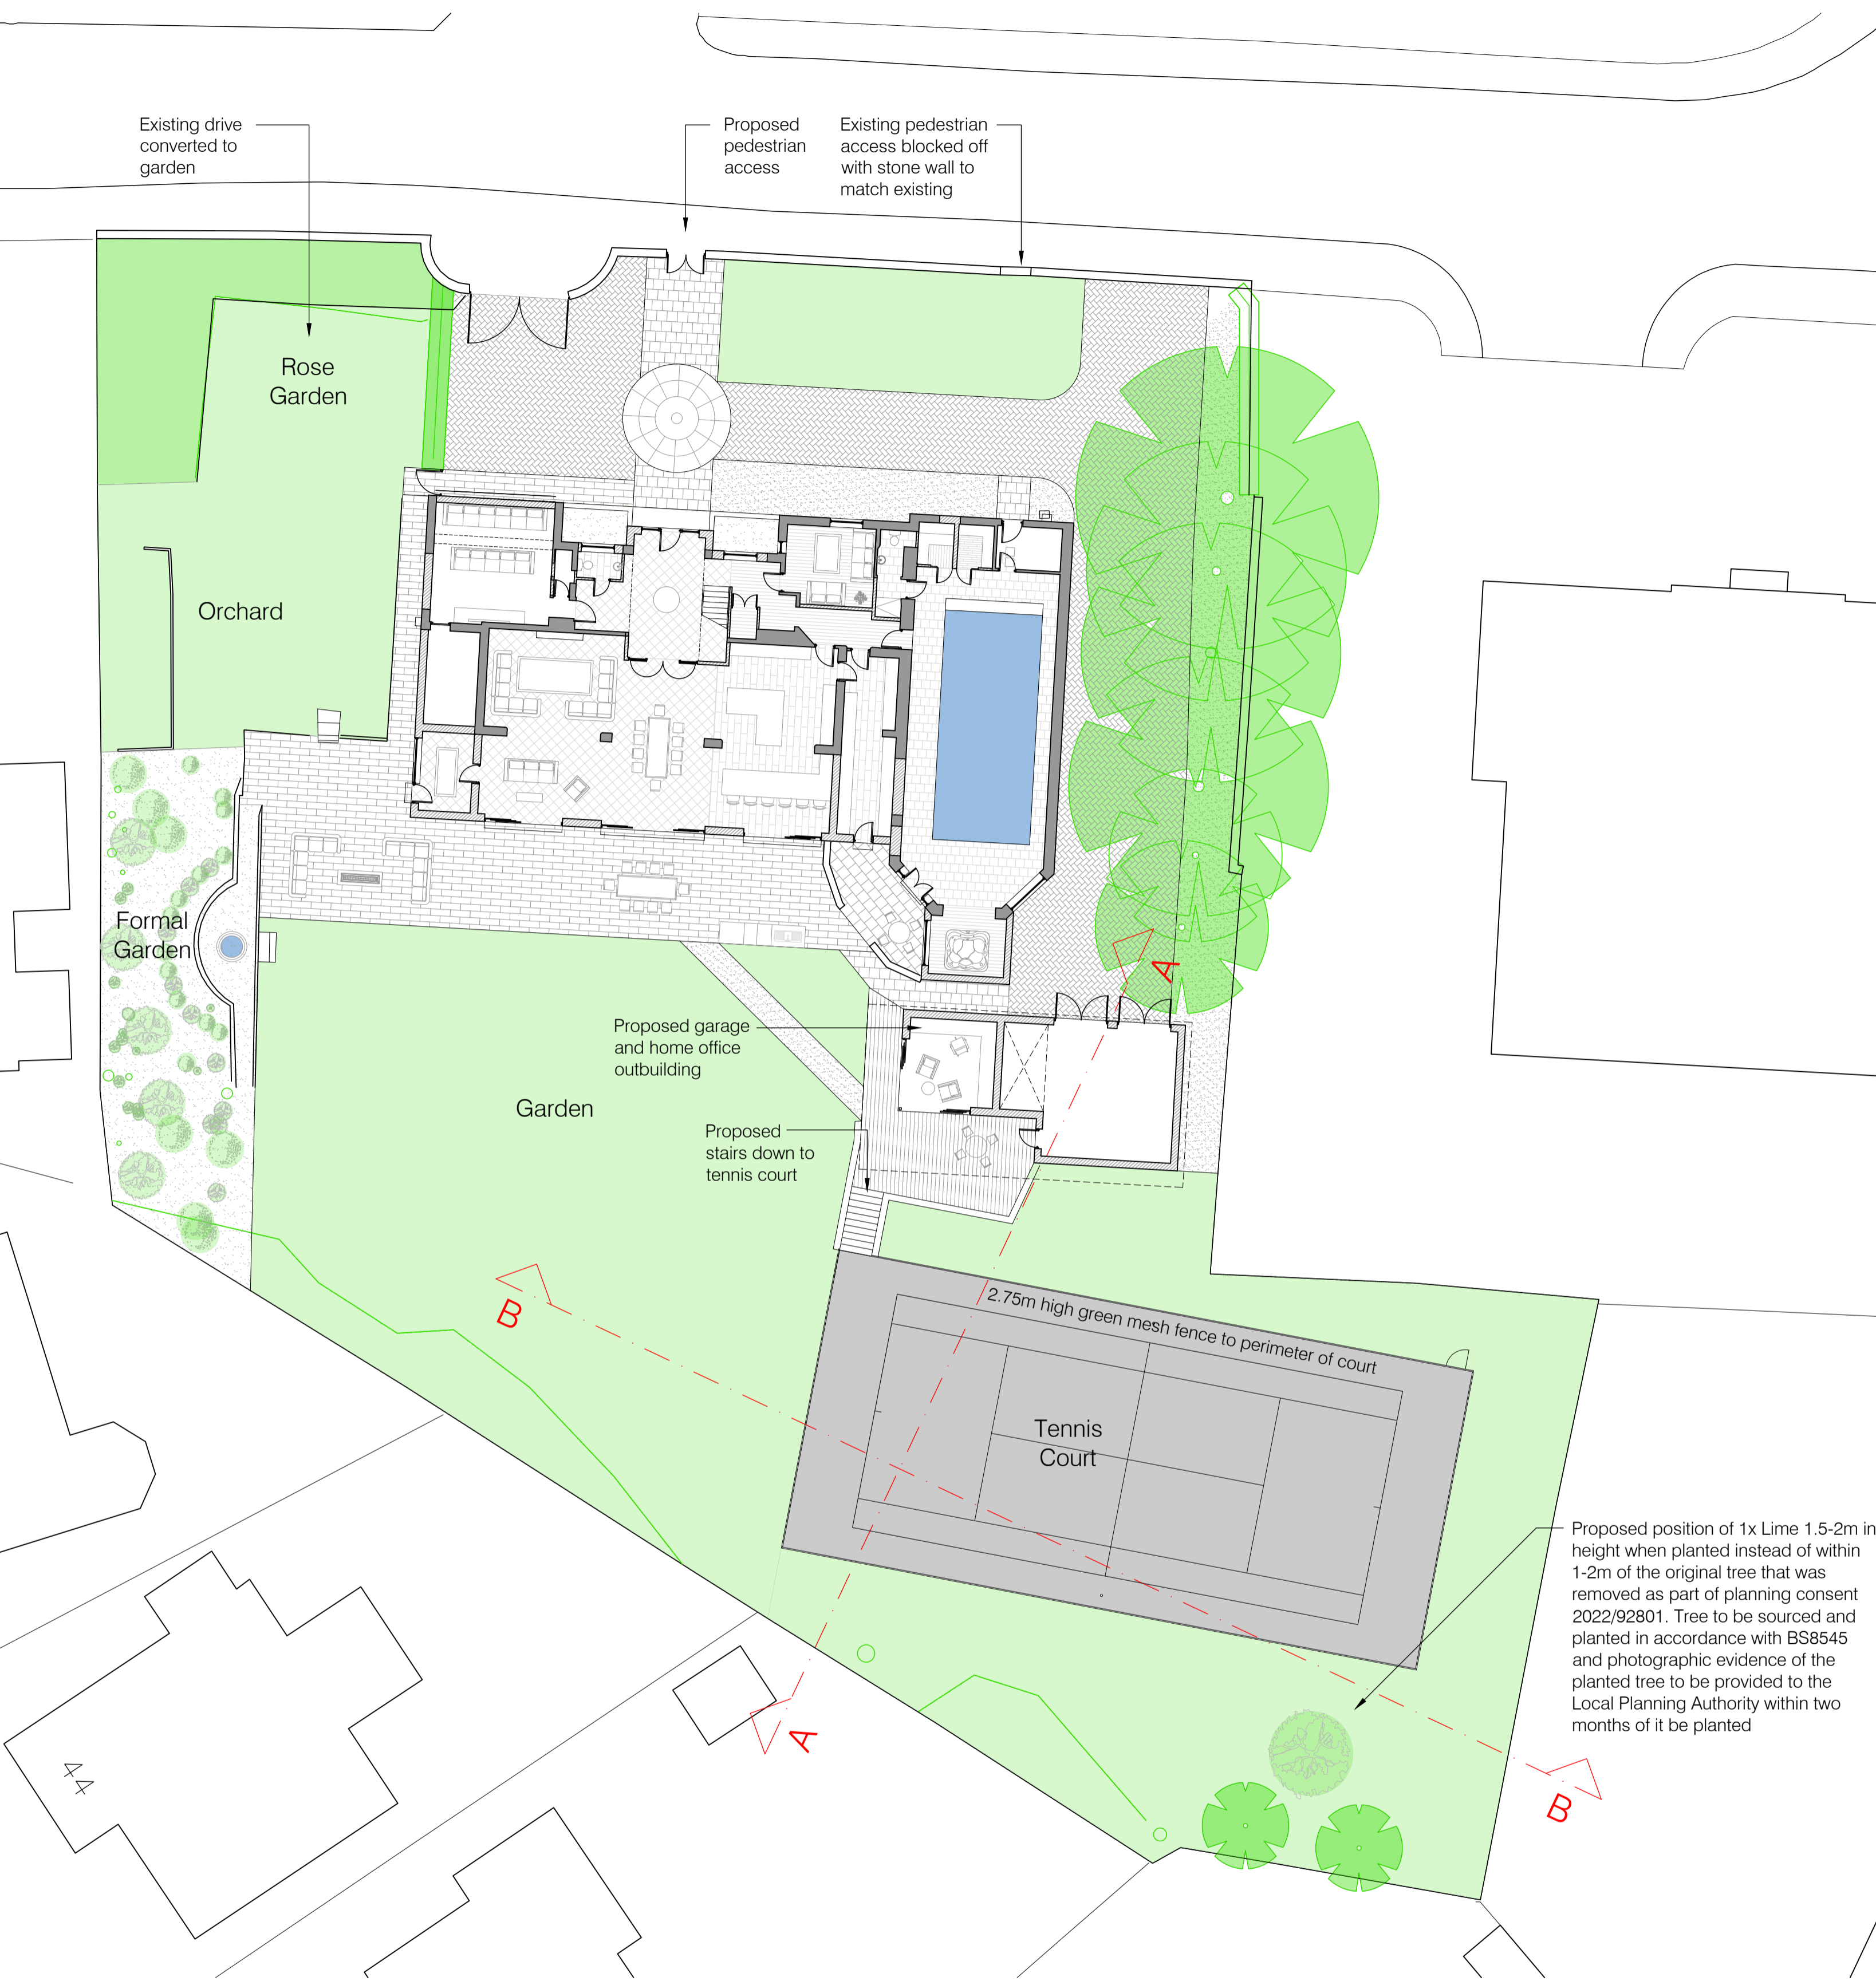 Existing drive
converted to
garden
Proposed
pedestrian
access
Existing pedestrian
access blocked off
with stone wall to
match existing
Rose
Garden
Orchard
Formal
Garden
A
Proposed garage
and home office
outbuilding
Garden
Proposed
stairs down to
tennis court
B
2.75m high green mesh fence to perimeter of court
Tennis
Court
Proposed position of 1x Lime 1.5-2m in
height when planted instead of within
1-2m of the original tree that was
removed as part of planning consent
2022/92801. Tree to be sourced and
planted in accordance with BS8545
and photographic evidence of the
planted tree to be provided to the
Local Planning Authority within two
months of it be planted
A
44
B